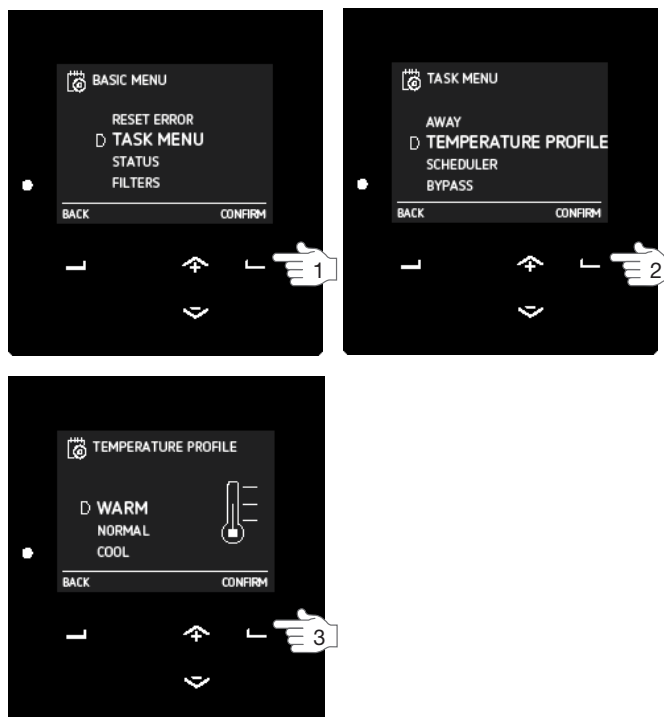 BASIC MENU
RESET ERROR
TASK MENU
STATUS
FILTERS
BACK CONFIRM
1
TASK MENU
AWAY
TEMPERATURE PROFILE
SCHEDULER
BYPASS
BACK CONFIRM
2
TEMPERATURE PROFILE
WARM
NORMAL
COOL
BACK CONFIRM
3